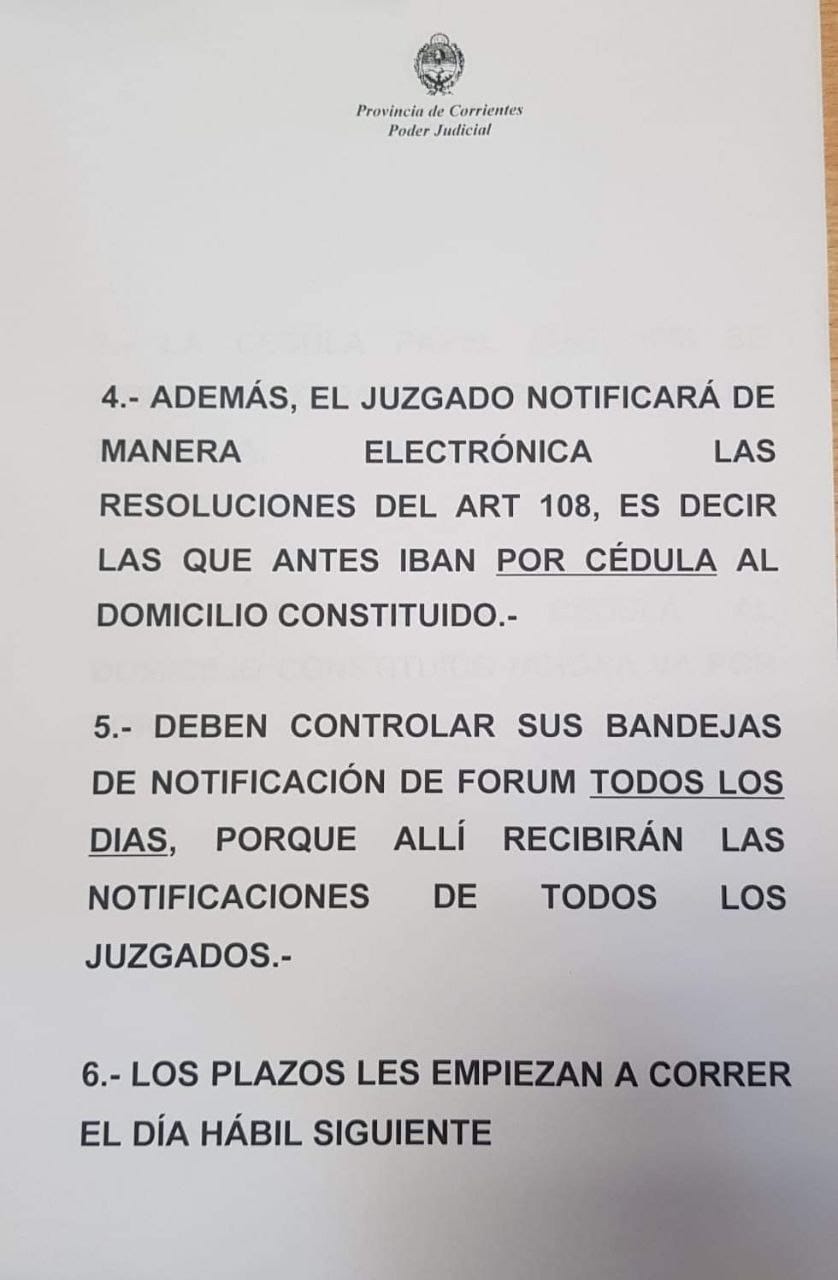 Provincia de Corrientes
Poder Judicial
4.- ADEMÁS, EL JUZGADO NOTIFICARÁ DE
MANERA ELECTRÓNICA LAS
RESOLUCIONES DEL ART 108, ES DECIR
LAS QUE ANTES IBAN POR CÉDULA AL
DOMICILIO CONSTITUIDO.-
5.- DEBEN CONTROLAR SUS BANDEJAS
DE NOTIFICACIÓN DE FORUM TODOS LOS
DIAS, PORQUE ALLÍ RECIBIRÁN LAS
NOTIFICACIONES DE TODOS LOS
JUZGADOS.-
6.- LOS PLAZOS LES EMPIEZAN A CORRER
EL DÍA HÁBIL SIGUIENTE